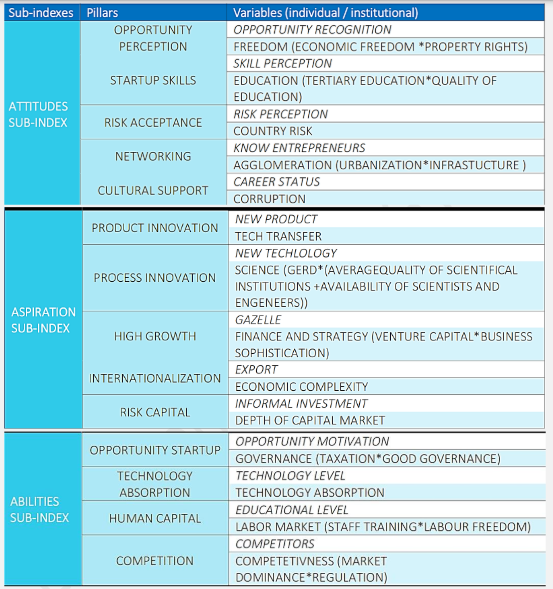 Sub-indexes Pillars Variables (individual / institutional)
ATTITUDES
SUB-INDEX
OPPORTUNITY
PERCEPTION
OPPORTUNITY RECOGNITION
FREEDOM (ECONOMIC FREEDOM *PROPERTY RIGHTS)
STARTUP SKILLS
SKILL PERCEPTION
EDUCATION (TERTIARY EDUCATION*QUALITY OF
EDUCATION)
RISK ACCEPTANCE
RISK PERCEPTION
COUNTRY RISK
NETWORKING
KNOW ENTREPRENEURS
AGGLOMERATION (URBANIZATION*INFRASTUCTURE )
CULTURAL SUPPORT
CAREER STATUS
CORRUPTION
ASPIRATION
SUB-INDEX
PRODUCT INNOVATION
NEW PRODUCT
TECH TRANSFER
PROCESS INNOVATION
NEW TECHLOLOGY
SCIENCE (GERD*(AVERAGEQUALITY OF SCIENTIFICAL
INSTITUTIONS +AVAILABILITY OF SCIENTISTS AND
ENGENEERS))
HIGH GROWTH
GAZELLE
FINANCE AND STRATEGY (VENTURE CAPITAL*BUSINESS
SOPHISTICATION)
INTERNATIONALIZATION
EXPORT
ECONOMIC COMPLEXITY
RISK CAPITAL
INFORMAL INVESTMENT
DEPTH OF CAPITAL MARKET
ABILITIES
SUB-INDEX
OPPORTUNITY STARTUP
OPPORTUNITY MOTIVATION
GOVERNANCE (TAXATION*GOOD GOVERNANCE)
TECHNOLOGY
ABSORPTION
TECHNOLOGY LEVEL
TECHNOLOGY ABSORPTION
HUMAN CAPITAL
EDUCATIONAL LEVEL
LABOR MARKET (STAFF TRAINING*LABOUR FREEDOM)
COMPETITION
COMPETITORS
COMPETETIVNESS (MARKET
DOMINANCE*REGULATION)